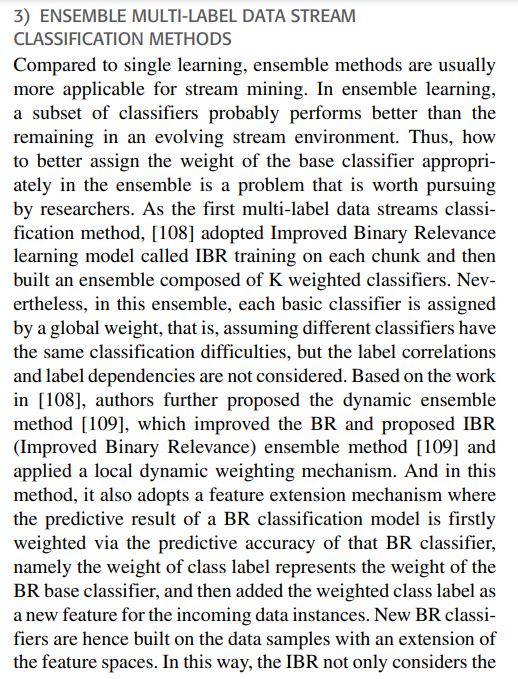 3) ENSEMBLE MULTI-LABEL DATA STREAM
CLASSIFICATION METHODS
Compared to single learning, ensemble methods are usually
more applicable for stream mining. In ensemble learning,
a subset of classifiers probably performs better than the
remaining in an evolving stream environment. Thus, how
to better assign the weight of the base classifier appropri-
ately in the ensemble is a problem that is worth pursuing
by researchers. As the first multi-label data streams classi-
fication method, [108] adopted Improved Binary Relevance
learning model called IBR training on each chunk and then
built an ensemble composed of K weighted classifiers. Nev-
ertheless, in this ensemble, each basic classifier is assigned
by a global weight, that is, assuming different classifiers have
the same classification difficulties, but the label correlations
and label dependencies are not considered. Based on the work
in [108], authors further proposed the dynamic ensemble
method [109], which improved the BR and proposed IBR
(Improved Binary Relevance) ensemble method [109] and
applied a local dynamic weighting mechanism. And in this
method, it also adopts a feature extension mechanism where
the predictive result of a BR classification model is firstly
weighted via the predictive accuracy of that BR classifier,
namely the weight of class label represents the weight of the
BR base classifier, and then added the weighted class label as
a new feature for the incoming data instances. New BR classi-
fiers are hence built on the data samples with an extension of
the feature spaces. In this way, the IBR not only considers the